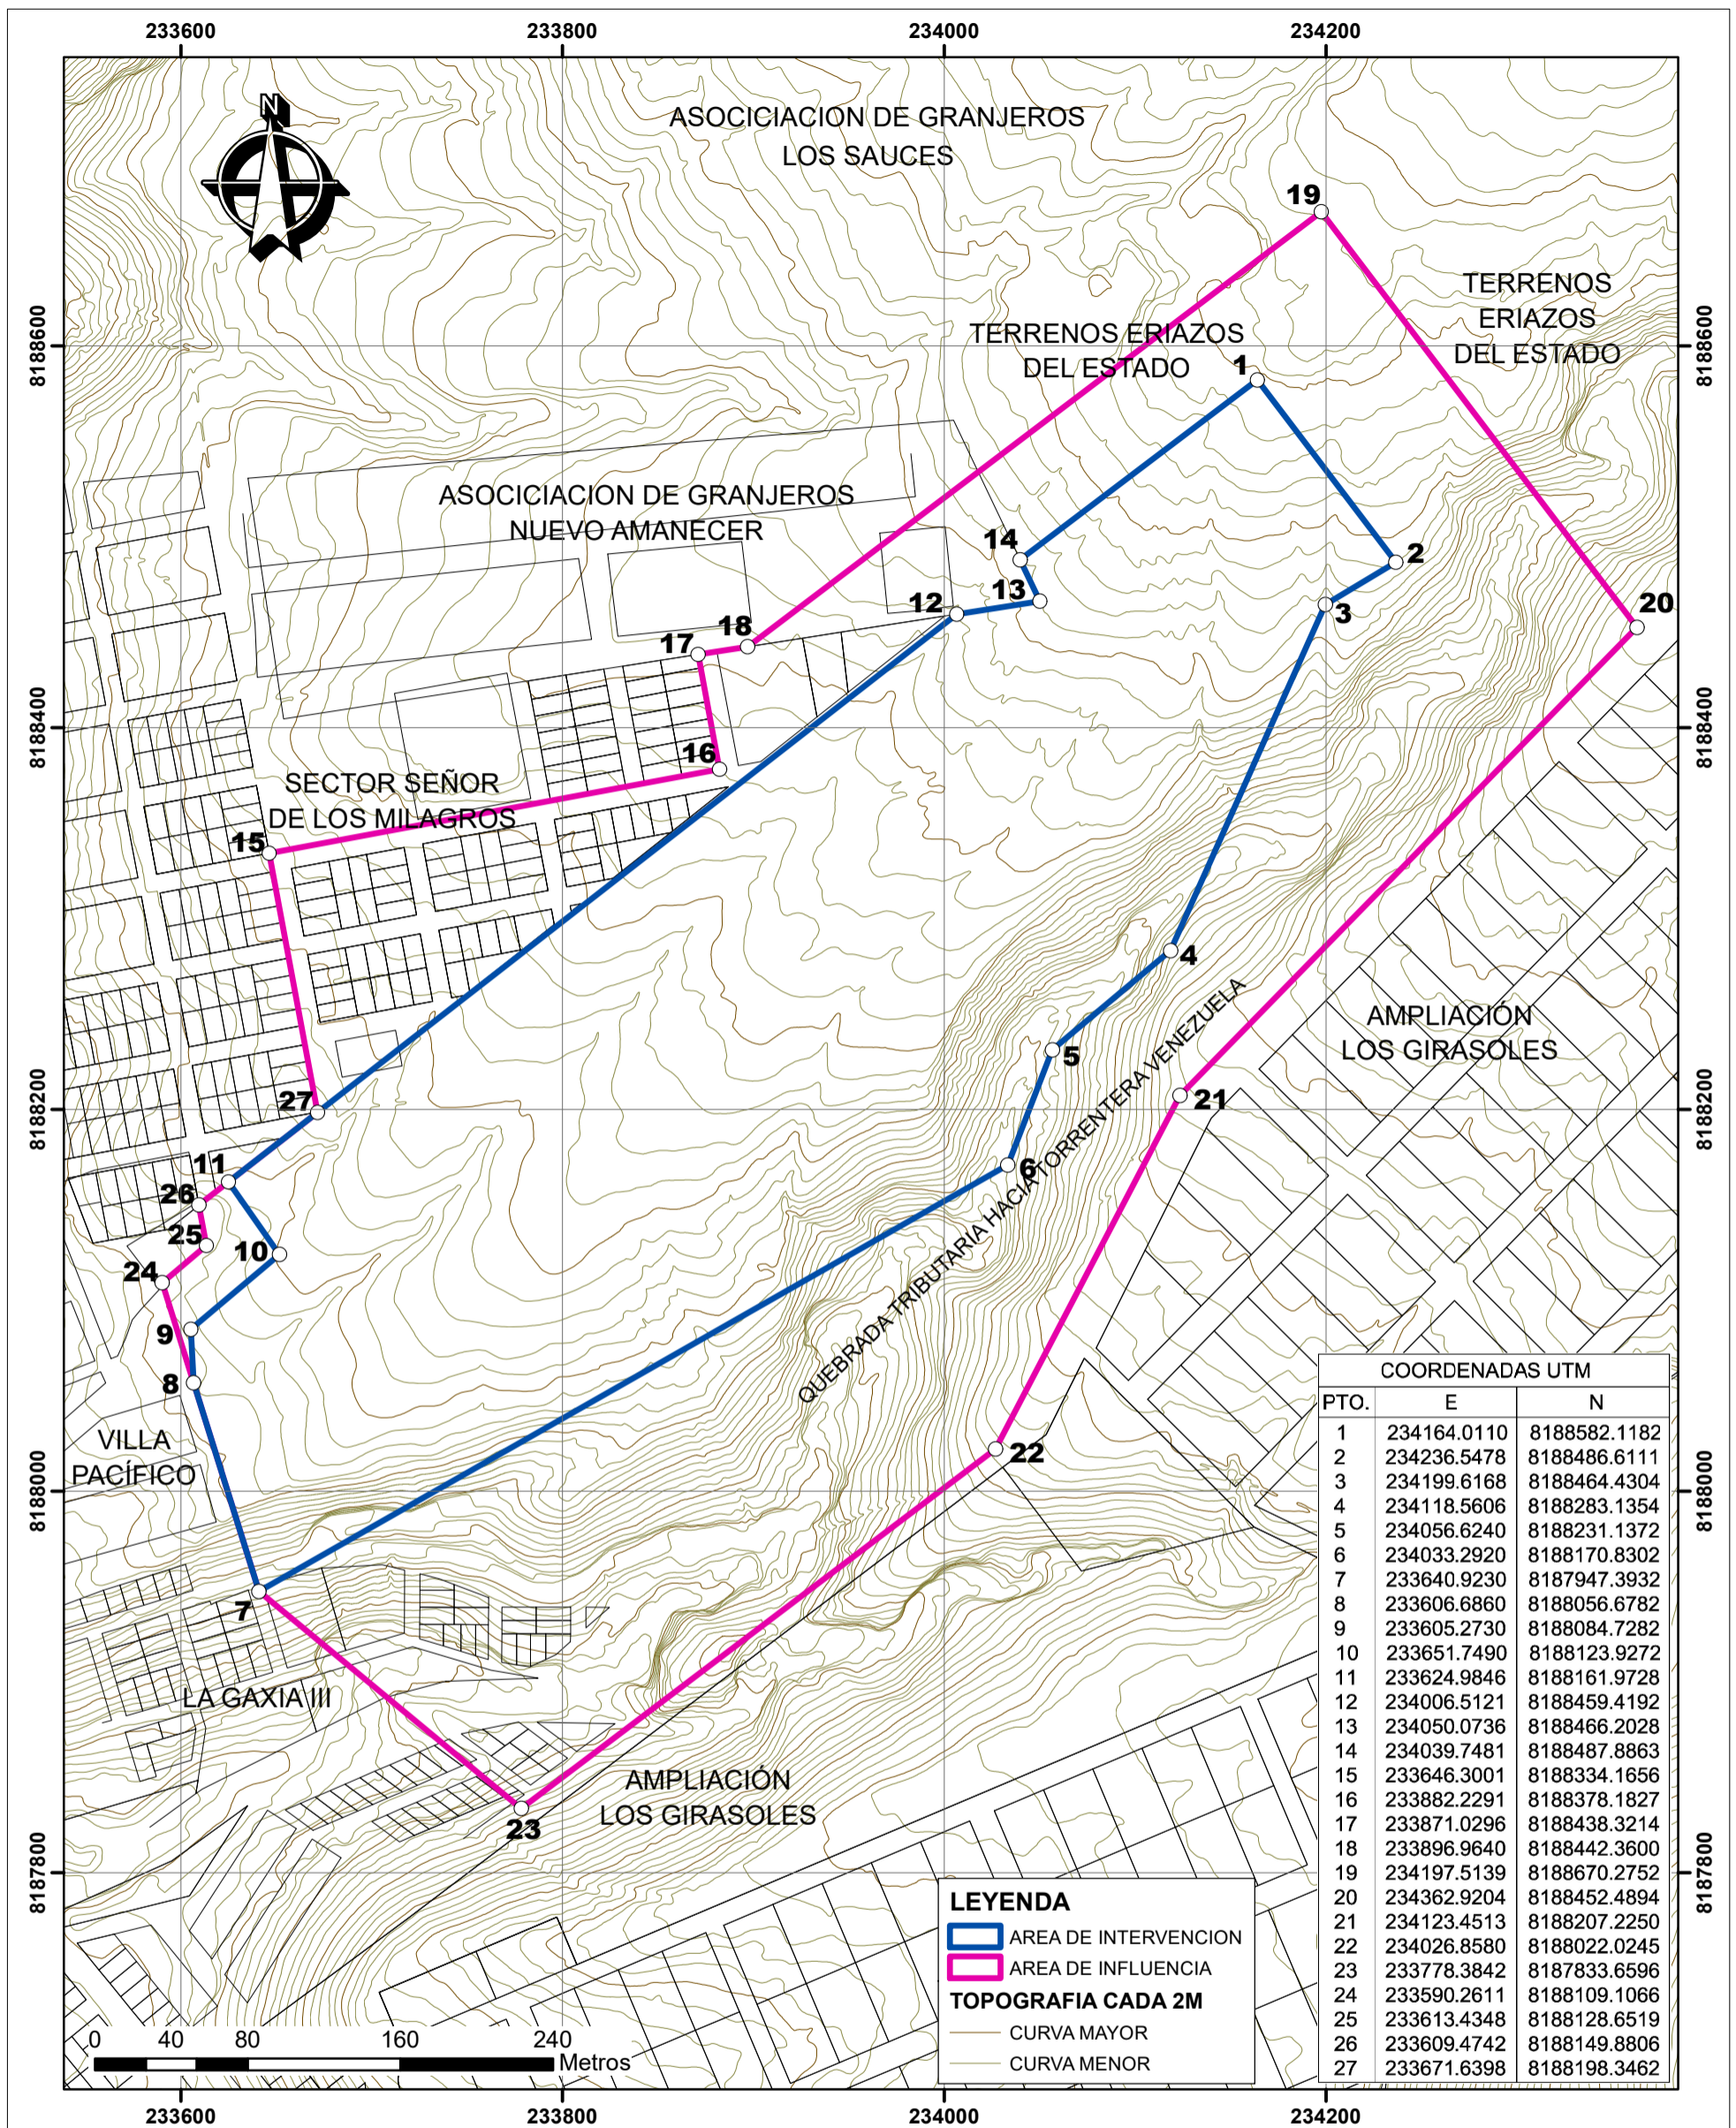 233600 233800 234000 234200
N
ASOCICIACION DE GRANJEROS
LOS SAUCES
19
TERRENOS
ERIAZOS
DEL ESTADO
8188600
8188600
TERRENOS ERIAZOS
DEL ESTADO
1
ASOCICIACION DE GRANJEROS
NUEVO AMANECER
14
2
13
12
3
20
18
17
8188400
8188400
16
SECTOR SEÑOR
DE LOS MILAGROS
15
4
AMPLIACIÓN
LOS GIRASOLES
5
QUEBRADA TRIBUTARIA HACIA TORRENTERA VENEZUELA
27
21
8188200
8188200
6
11
26
25
10
24
9
8
VILLA
PACÍFICO
22
8188000
8188000
7
LA GAXIA III
AMPLIACIÓN
LOS GIRASOLES
23
8187800
8187800
COORDENADAS UTM
PTO. E N
1 234164.0110 8188582.1182
2 234236.5478 8188486.6111
3 234199.6168 8188464.4304
4 234118.5606 8188283.1354
5 234056.6240 8188231.1372
6 234033.2920 8188170.8302
7 233640.9230 8187947.3932
8 233606.6860 8188056.6782
9 233605.2730 8188084.7282
10 233651.7490 8188123.9272
11 233624.9846 8188161.9728
12 234006.5121 8188459.4192
13 234050.0736 8188466.2028
14 234039.7481 8188487.8863
15 233646.3001 8188334.1656
16 233882.2291 8188378.1827
17 233871.0296 8188438.3214
18 233896.9640 8188442.3600
19 234197.5139 8188670.2752
20 234362.9204 8188452.4894
21 234123.4513 8188207.2250
22 234026.8580 8188022.0245
23 233778.3842 8187833.6596
24 233590.2611 8188109.1066
25 233613.4348 8188128.6519
26 233609.4742 8188149.8806
27 233671.6398 8188198.3462
LEYENDA
AREA DE INTERVENCION
AREA DE INFLUENCIA
TOPOGRAFIA CADA 2M
CURVA MAYOR
CURVA MENOR
0 40 80 160 240
Metros
233600 233800 234000 234200